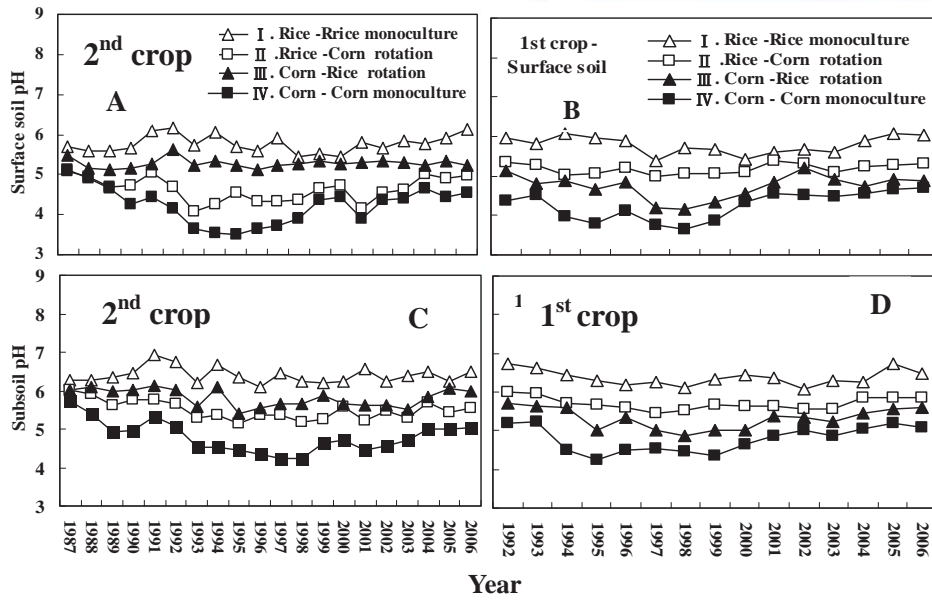 9
8
7
6
5
4
3
Surface soil pH
2nd crop
A
Ⅰ. Rice -Rrice monoculture
Ⅱ .Rrice-Corn rotation
Ⅲ. Corn-Rice rotation
Ⅳ. Corn - Corn monoculture
1st crop -
Surface soil
B
Ⅰ. Rice -Rice monoculture
Ⅱ. Rice-Corn rotation
Ⅲ. Corn -Rice rotation
Ⅳ. Corn - Corn monoculture
9
8
7
6
5
4
3
Subsoil pH
2nd crop
C
1
1st crop
D
1987
1988
1989
1990
1991
1992
1993
1994
1995
1996
1997
1998
1999
2000
2001
2002
2003
2004
2005
2006
1992
1993
1994
1995
1996
1997
1998
1999
2000
2001
2002
2003
2004
2005
2006
Year